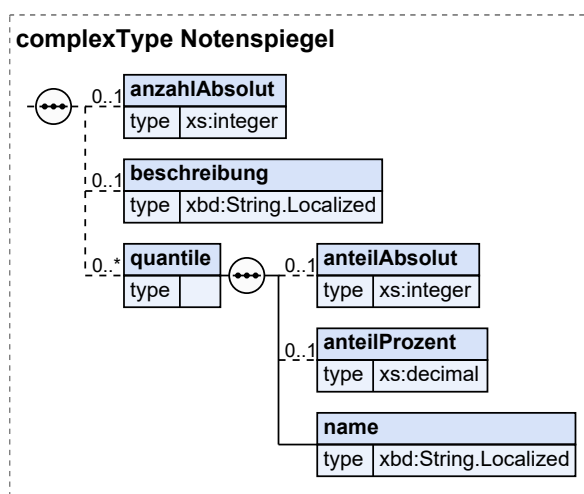 complexType Notenspiegel
0..1 anzahlAbsolut
type xs:integer
0..1 beschreibung
type xbd:String.Localized
0..* quantile 0..1 anteilAbsolut
type type xs:integer
0..1 anteilProzent
type xs:decimal
name
type xbd:String.Localized